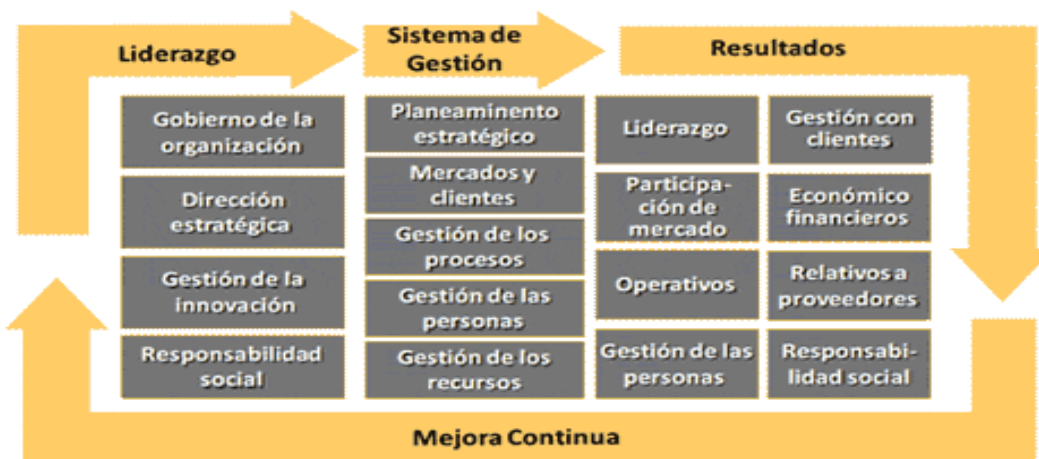 Liderazgo
Sistema de
Gestión
Resultados
Gobierno de la
organización
Dirección
estratégica
Gestión de la
innovación
Responsabilidad
social
Planeaminento
estratégico
Mercados y
clientes
Gestión de los
procesos
Gestión de las
personas
Gestión de los
recursos
Liderazgo
Participa-
ción de
mercado
Operativos
Gestión de las
personas
Gestión con
clientes
Económico
financieros
Relativos a
proveedores
Responsabi-
lidad social
Mejora Continua